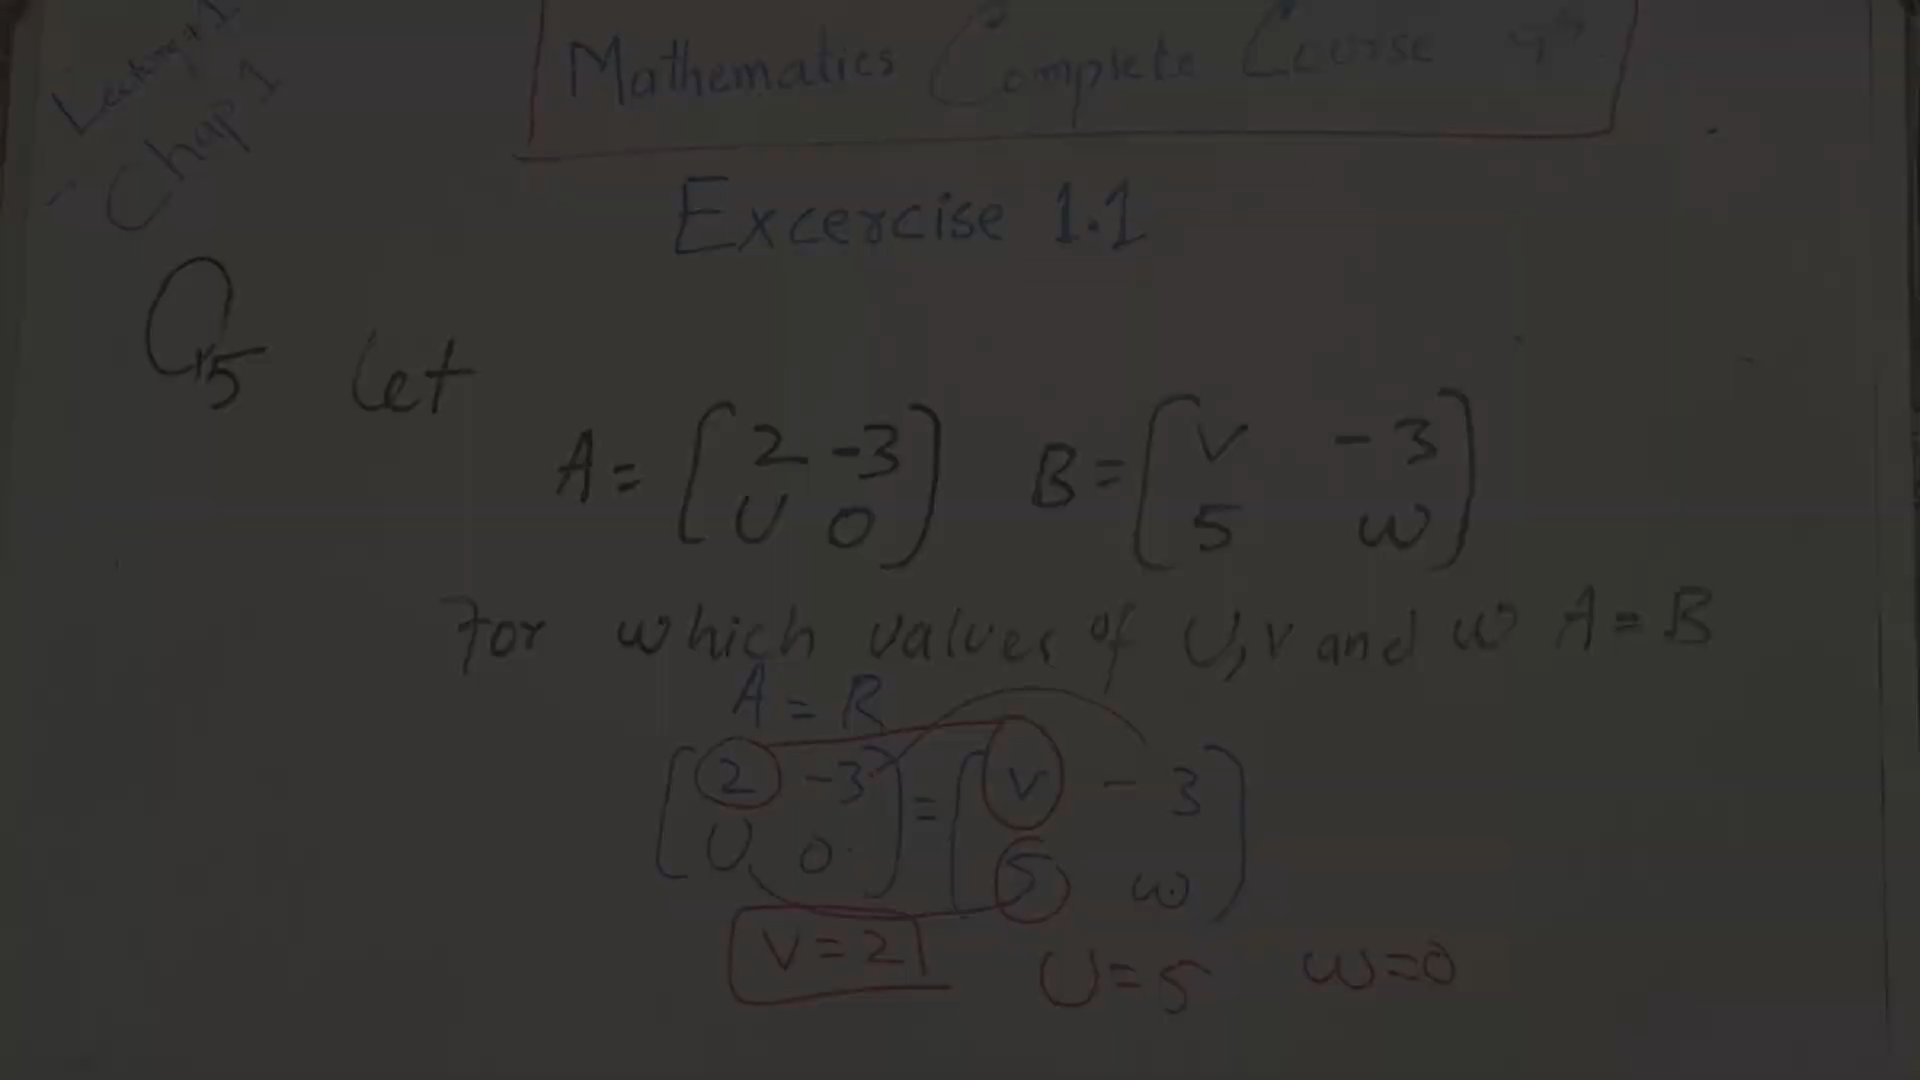 Mathematics Complete Course 9th
Chap 1
Excercise 1.1
Q5 Let
A = [2 -3
U 0] B = [v -3
5 w]
For which values of U, v and w A = B
A = B
[2 -3
U 0] = [v -3
5 w]
v = 2 U = 5 w = 0